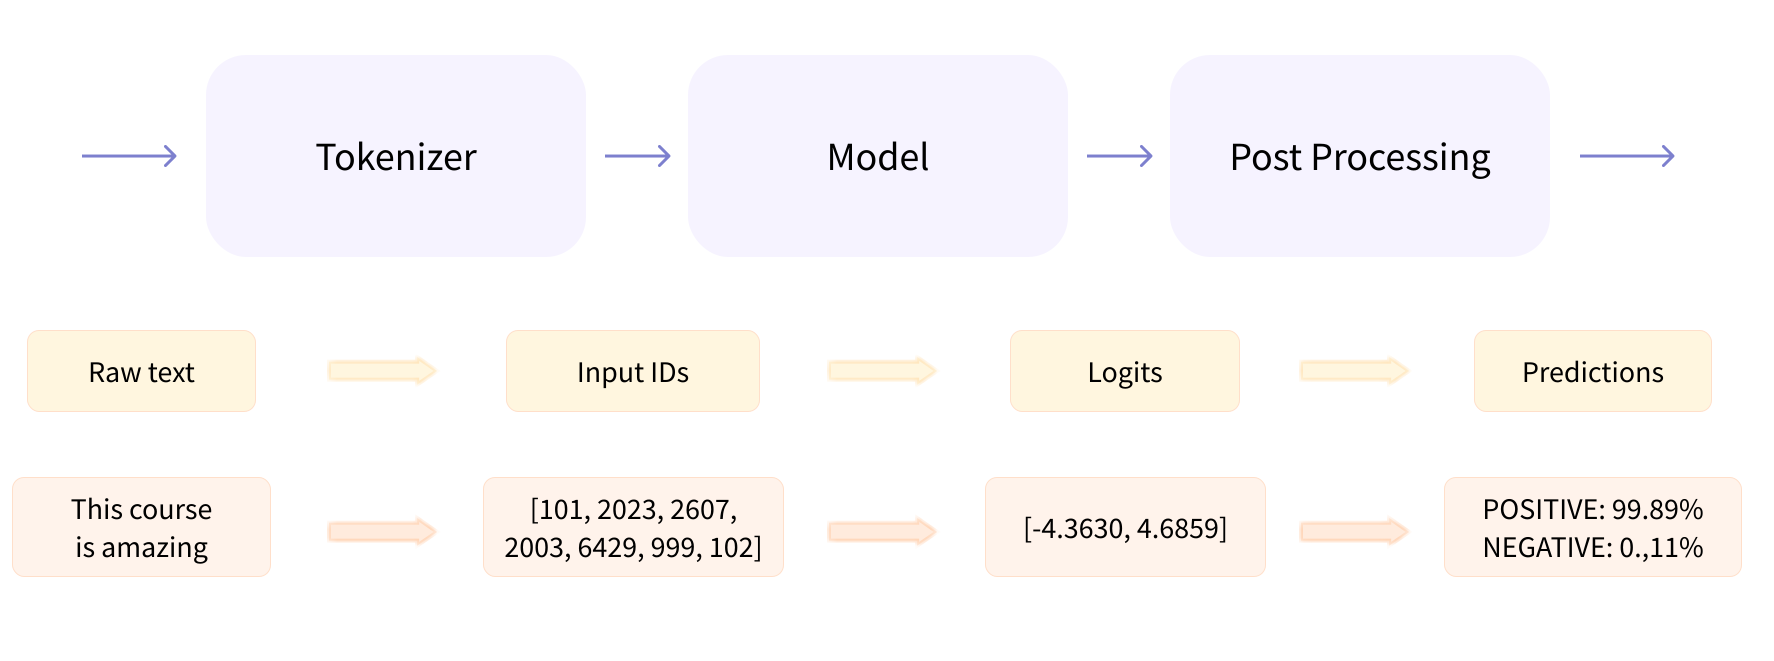 Tokenizer
Model
Post Processing
Raw text
Input IDs
Logits
Predictions
This course
is amazing
[101, 2023, 2607,
2003, 6429, 999, 102]
[-4.3630, 4.6859]
POSITIVE: 99.89%
NEGATIVE: 0.,11%